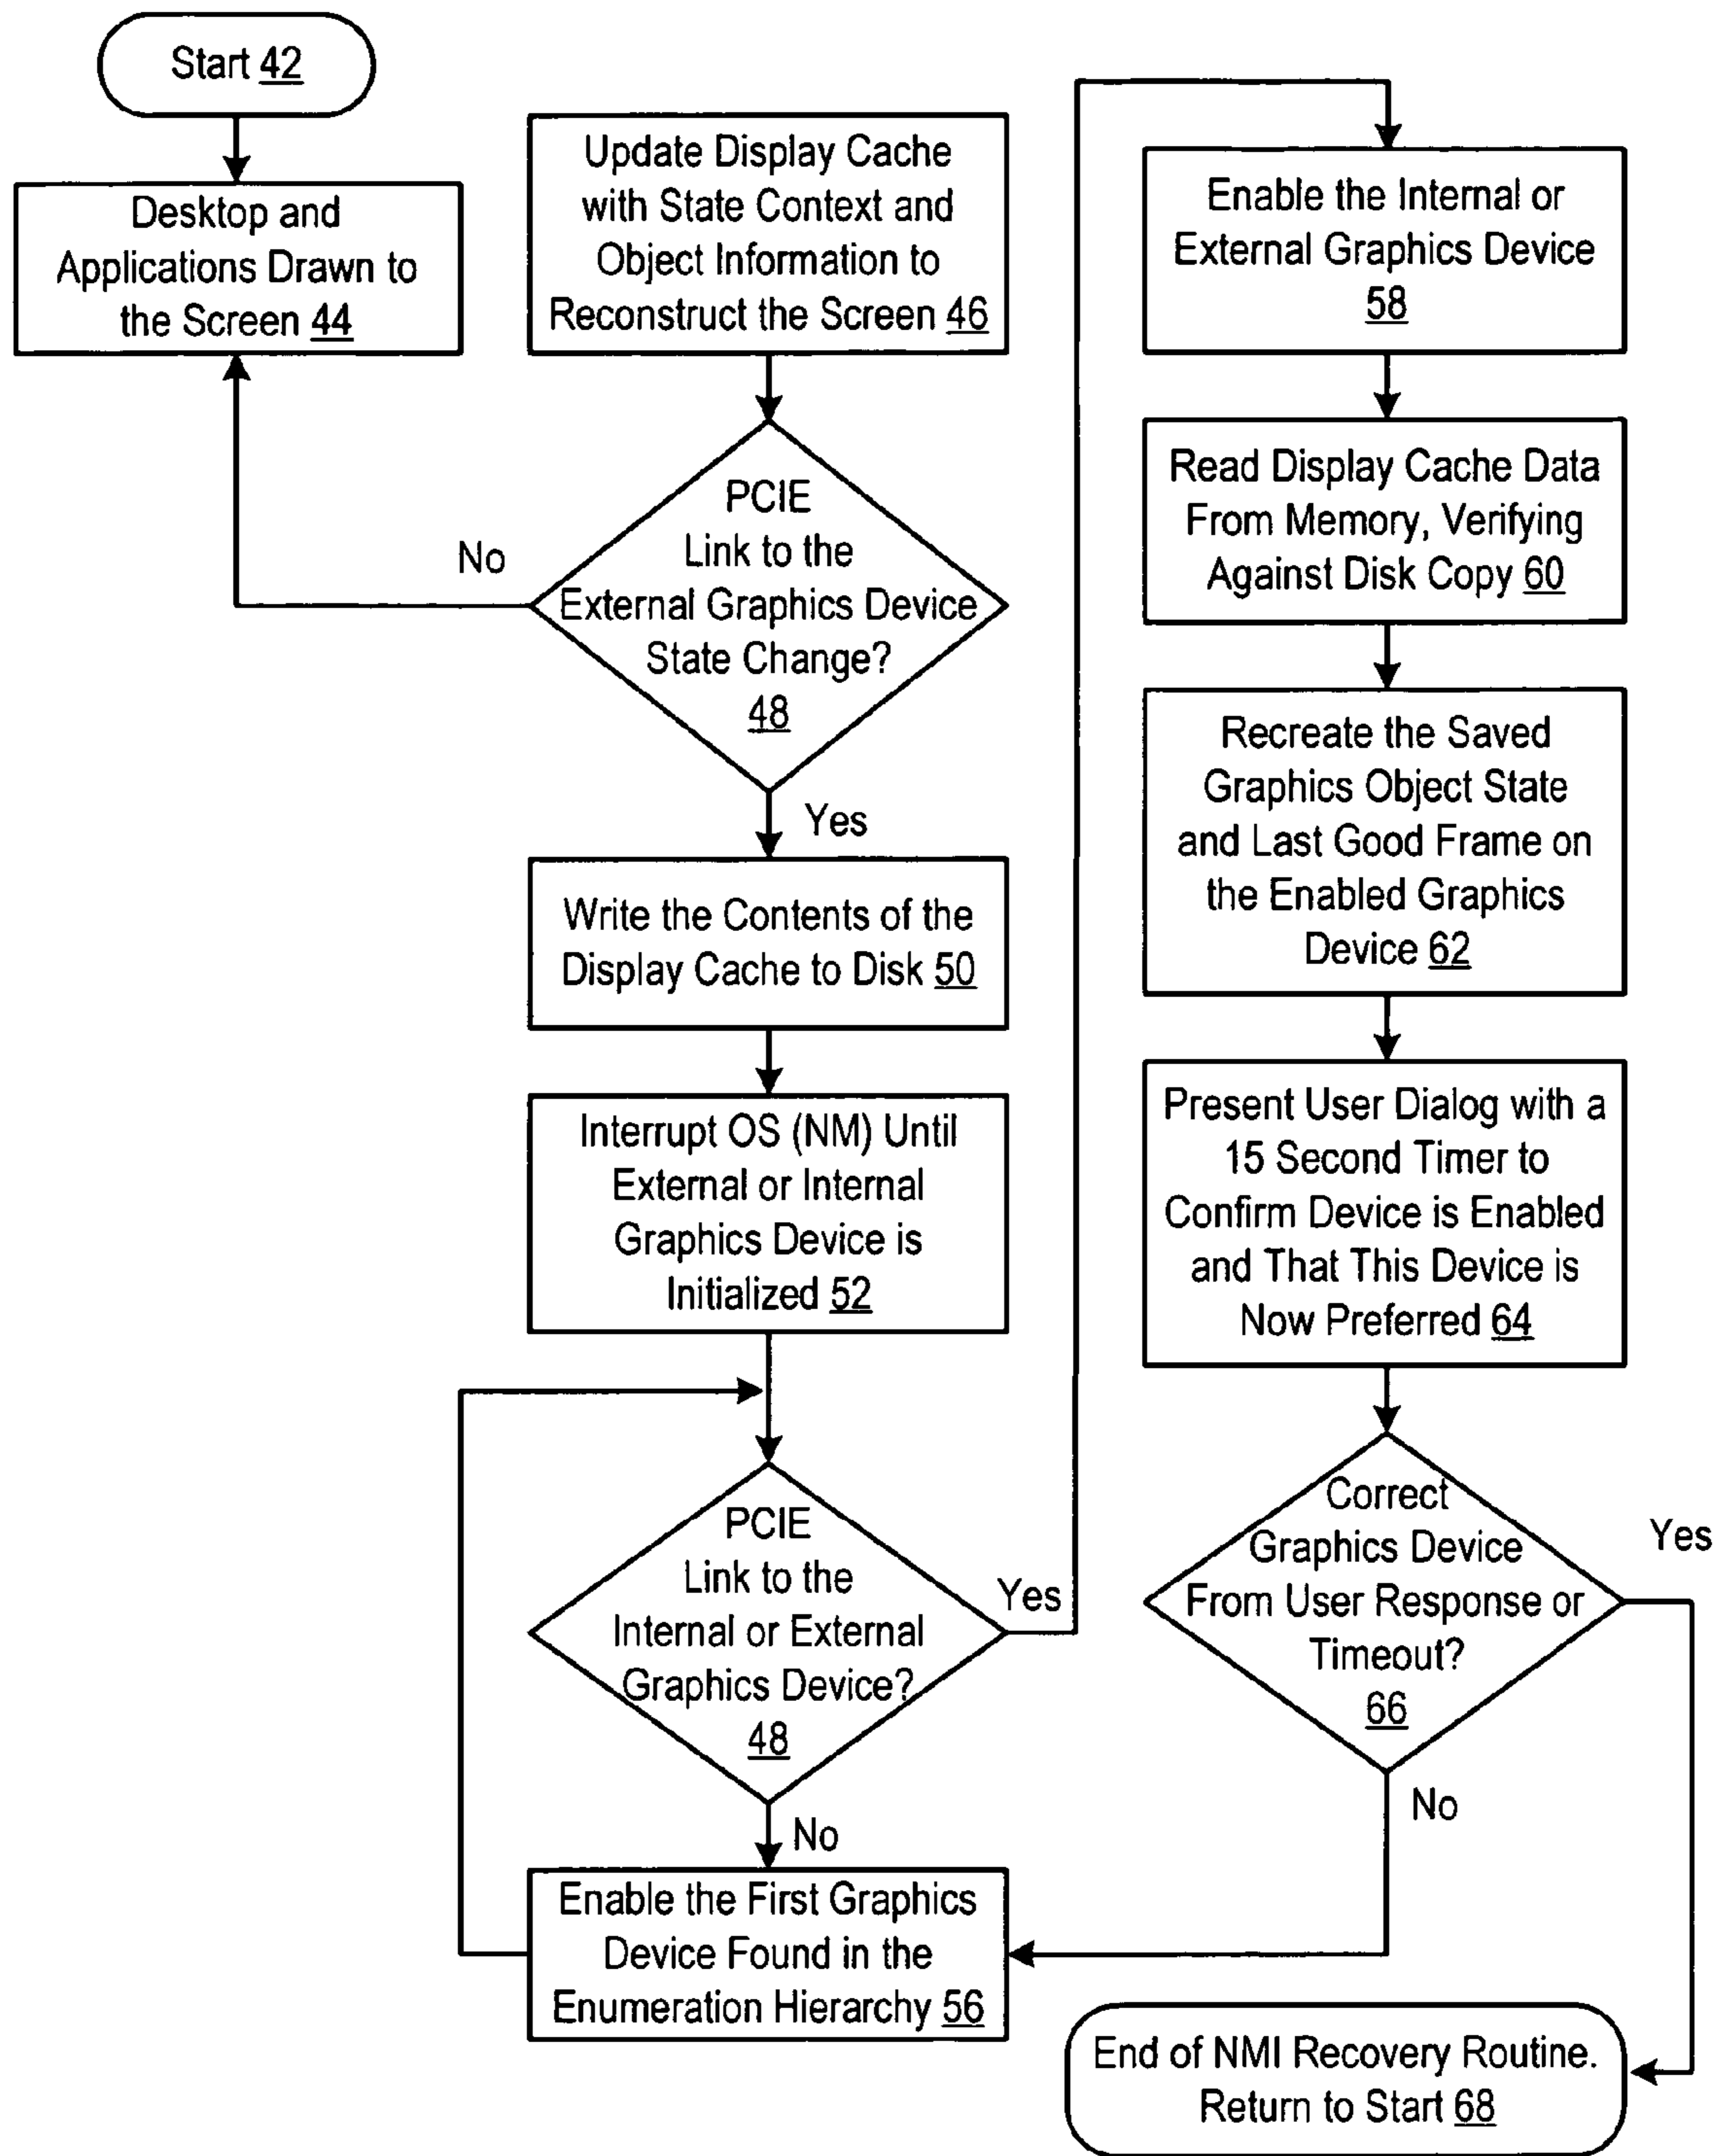 Start 42
Desktop and
Applications Drawn to
the Screen 44
Update Display Cache
with State Context and
Object Information to
Reconstruct the Screen 46
PCIE
Link to the
External Graphics Device
State Change?
48
No
Yes
Write the Contents of the
Display Cache to Disk 50
Interrupt OS (NM) Until
External or Internal
Graphics Device is
Initialized 52
PCIE
Link to the
Internal or External
Graphics Device?
48
Yes
No
Enable the First Graphics
Device Found in the
Enumeration Hierarchy 56
Enable the Internal or
External Graphics Device
58
Read Display Cache Data
From Memory, Verifying
Against Disk Copy 60
Recreate the Saved
Graphics Object State
and Last Good Frame on
the Enabled Graphics
Device 62
Present User Dialog with a
15 Second Timer to
Confirm Device is Enabled
and That This Device is
Now Preferred 64
Correct
Graphics Device
From User Response or
Timeout?
66
Yes
No
End of NMI Recovery Routine.
Return to Start 68